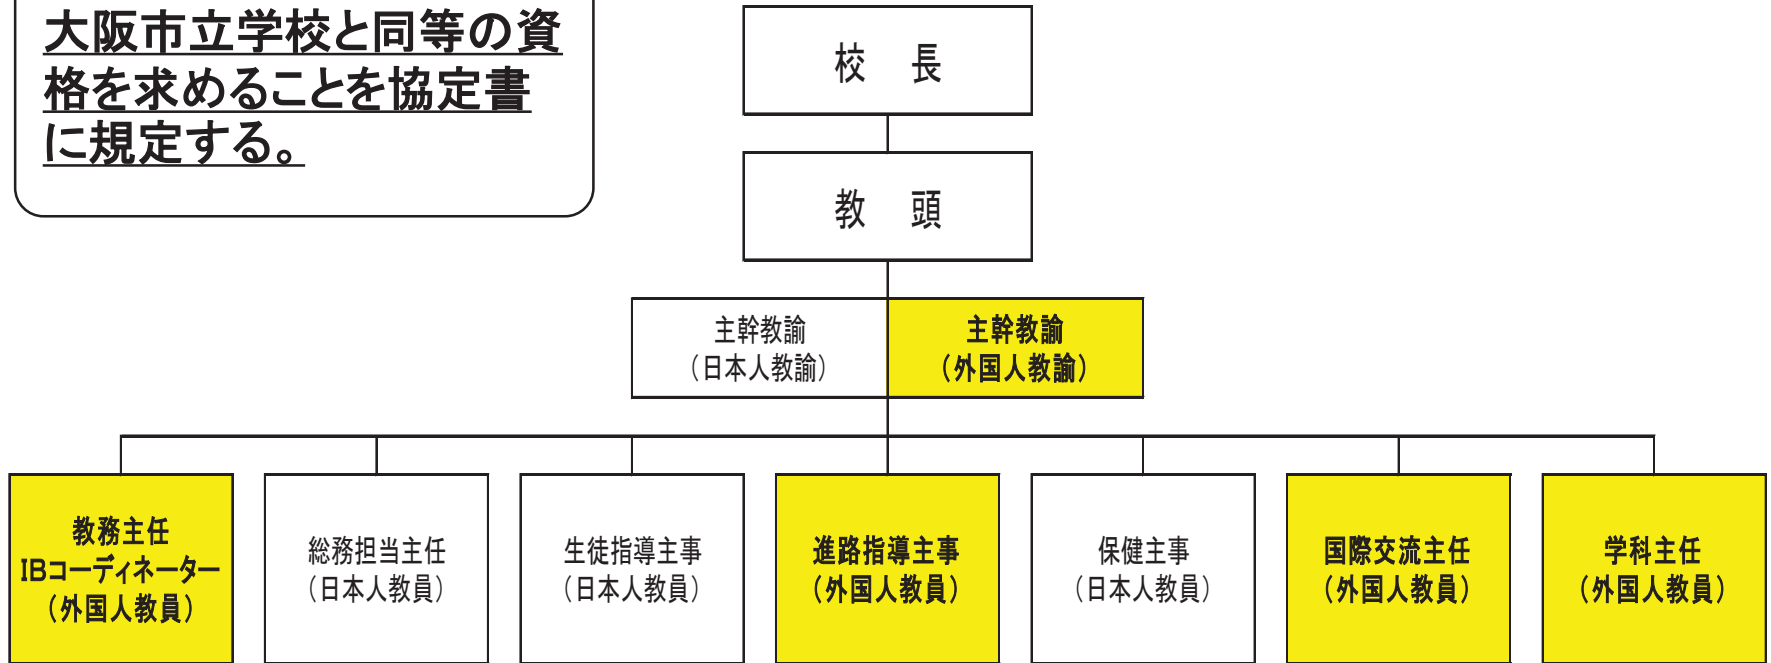 大阪市立学校と同等の資
格を求めることを協定書
に規定する。
校 長
教 頭
主幹教諭
（日本人教諭）
主幹教諭
（外国人教諭）
教務主任
IBコーディネーター
（外国人教員）
総務担当主任
（日本人教員）
生徒指導主事
（日本人教員）
進路指導主事
（外国人教員）
保健主事
（日本人教員）
国際交流主任
（外国人教員）
学科主任
（外国人教員）